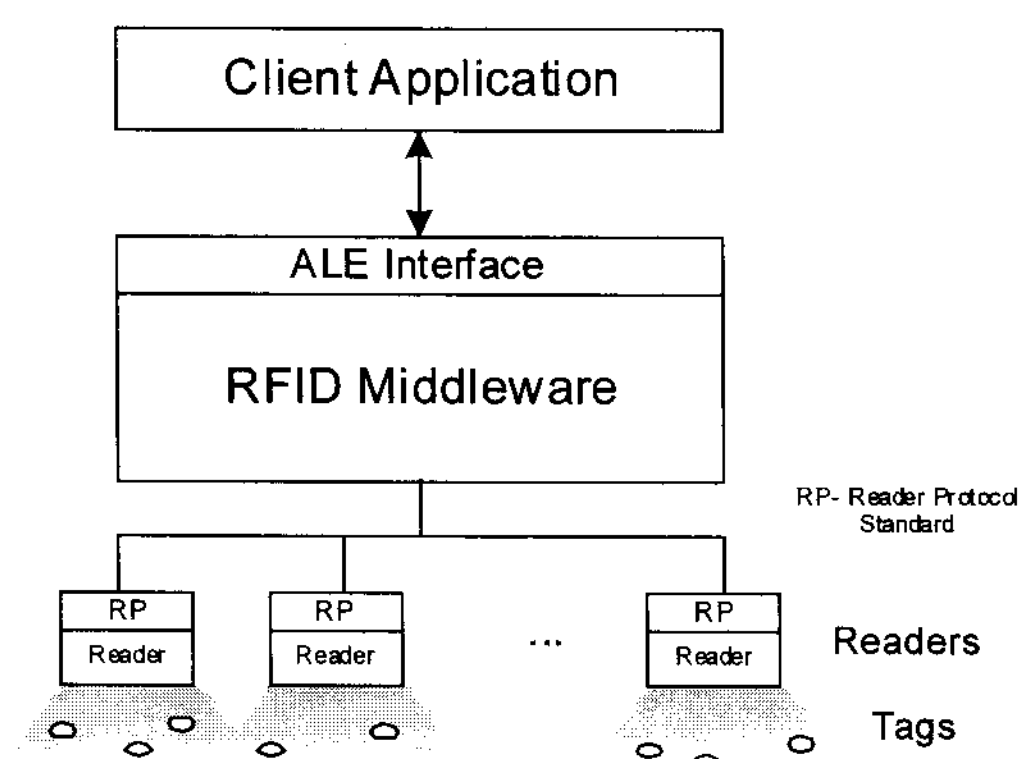 Client Application
ALE Interface
RFID Middleware
RP- Reader Protocol
Standard
RP
RP
RP
Reader
Reader
...
Reader
Readers
Tags